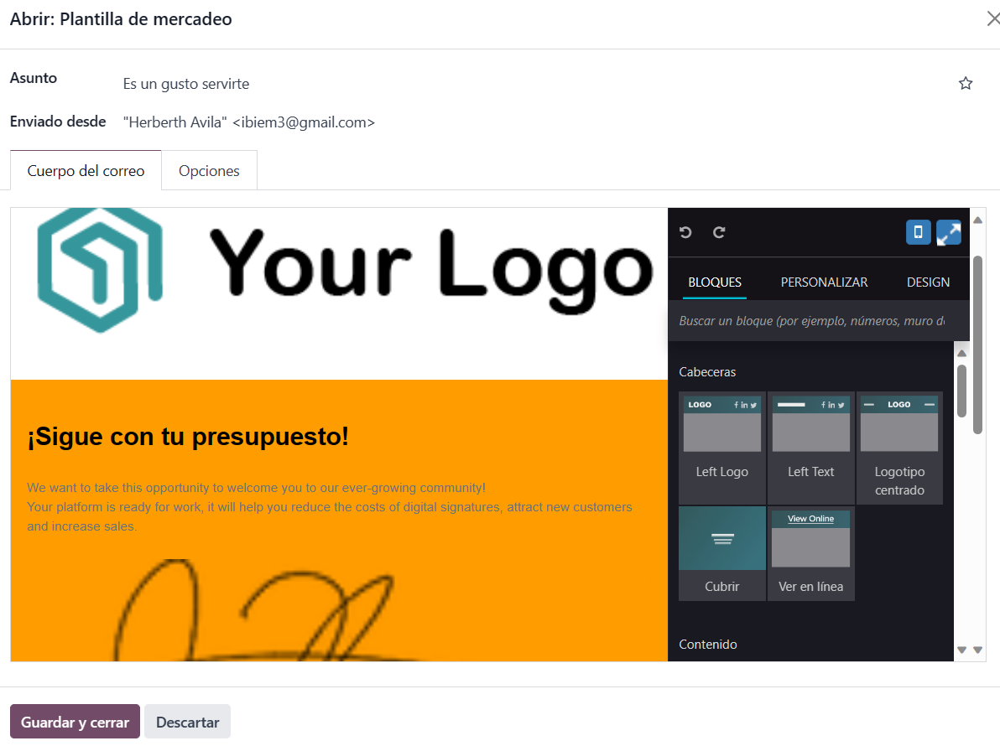 Abrir: Plantilla de mercadeo
Asunto
Es un gusto servirte
Enviado desde
"Herberth Avila" <ibiem3@gmail.com>
Cuerpo del correo
Opciones
Your Logo
¡Sigue con tu presupuesto!
We want to take this opportunity to welcome you to our ever-growing community!
Your platform is ready for work, it will help you reduce the costs of digital signatures, attract new customers
and increase sales.
BLOQUES
PERSONALIZAR
DESIGN
Buscar un bloque (por ejemplo, números, muro de
Cabeceras
LOGO
f in
f in
LOGO
Left Logo
Left Text
Logotipo
centrado
View Online
Cubrir
Ver en línea
Contenido
Guardar y cerrar
Descartar